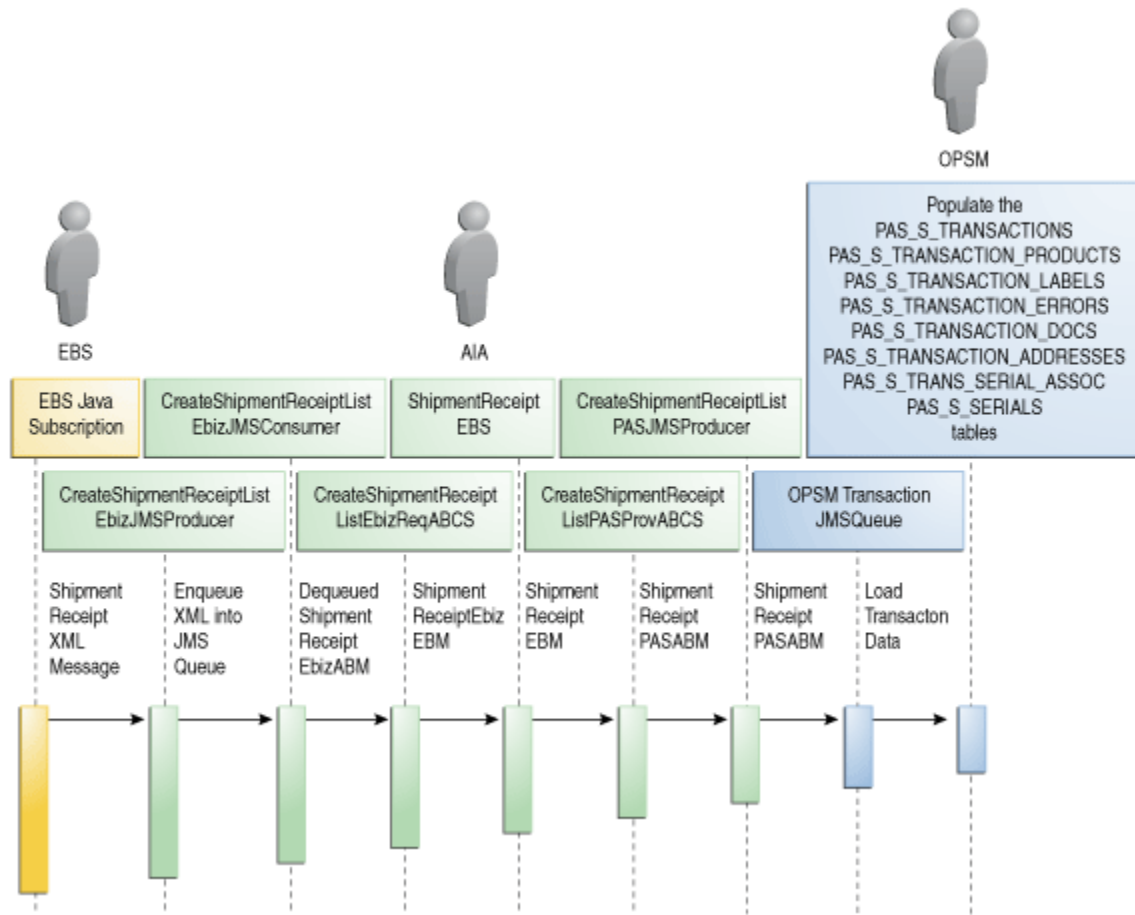 OPSM
Populate the
PAS_S_TRANSACTIONS
PAS_S_TRANSACTION_PRODUCTS
PAS_S_TRANSACTION_LABELS
PAS_S_TRANSACTION_ERRORS
PAS_S_TRANSACTION_DOCS
PAS_S_TRANSACTION_ADDRESSES
PAS_S_TRANS_SERIAL_ASSOC
PAS_S_SERIALS
tables
EBS
AIA
EBS Java
Subscription
CreateShipmentReceiptList
EbizJMSConsumer
ShipmentReceipt
EBS
CreateShipmentReceiptList
PASJMSProducer
CreateShipmentReceiptList
EbizJMSProducer
CreateShipmentReceipt
ListEbizReqABCS
CreateShipmentReceipt
ListPASProvABCS
OPSM Transaction
JMSQueue
Shipment
Receipt
XML
Message
Enqueue
XML into
JMS
Queue
Dequeued
Shipment
Receipt
EbizABM
Shipment
ReceiptEbiz
EBM
Shipment
Receipt
EBM
Shipment
Receipt
PASABM
Shipment
Receipt
PASABM
Load
Transacton
Data